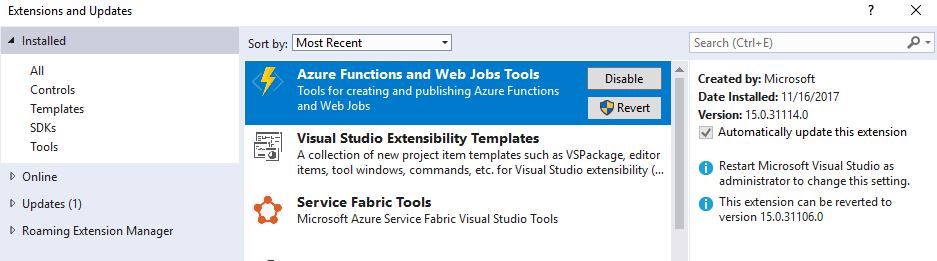 Extensions and Updates
? ×
Installed
All
Controls
Templates
SDKs
Tools
Online
Updates (1)
Roaming Extension Manager
Sort by: Most Recent
Azure Functions and Web Jobs Tools
Tools for creating and publishing Azure Functions
and Web Jobs
Disable
Revert
Visual Studio Extensibility Templates
A collection of new project item templates such as VSPackage, editor
items, tool windows, commands, etc. for Visual Studio extensibility (...
Service Fabric Tools
Microsoft Azure Service Fabric Visual Studio Tools
Search (Ctrl+E)
Created by: Microsoft
Date Installed: 11/16/2017
Version: 15.0.31114.0
Automatically update this extension
Restart Microsoft Visual Studio as
administrator to change this setting.
This extension can be reverted to
version 15.0.31106.0